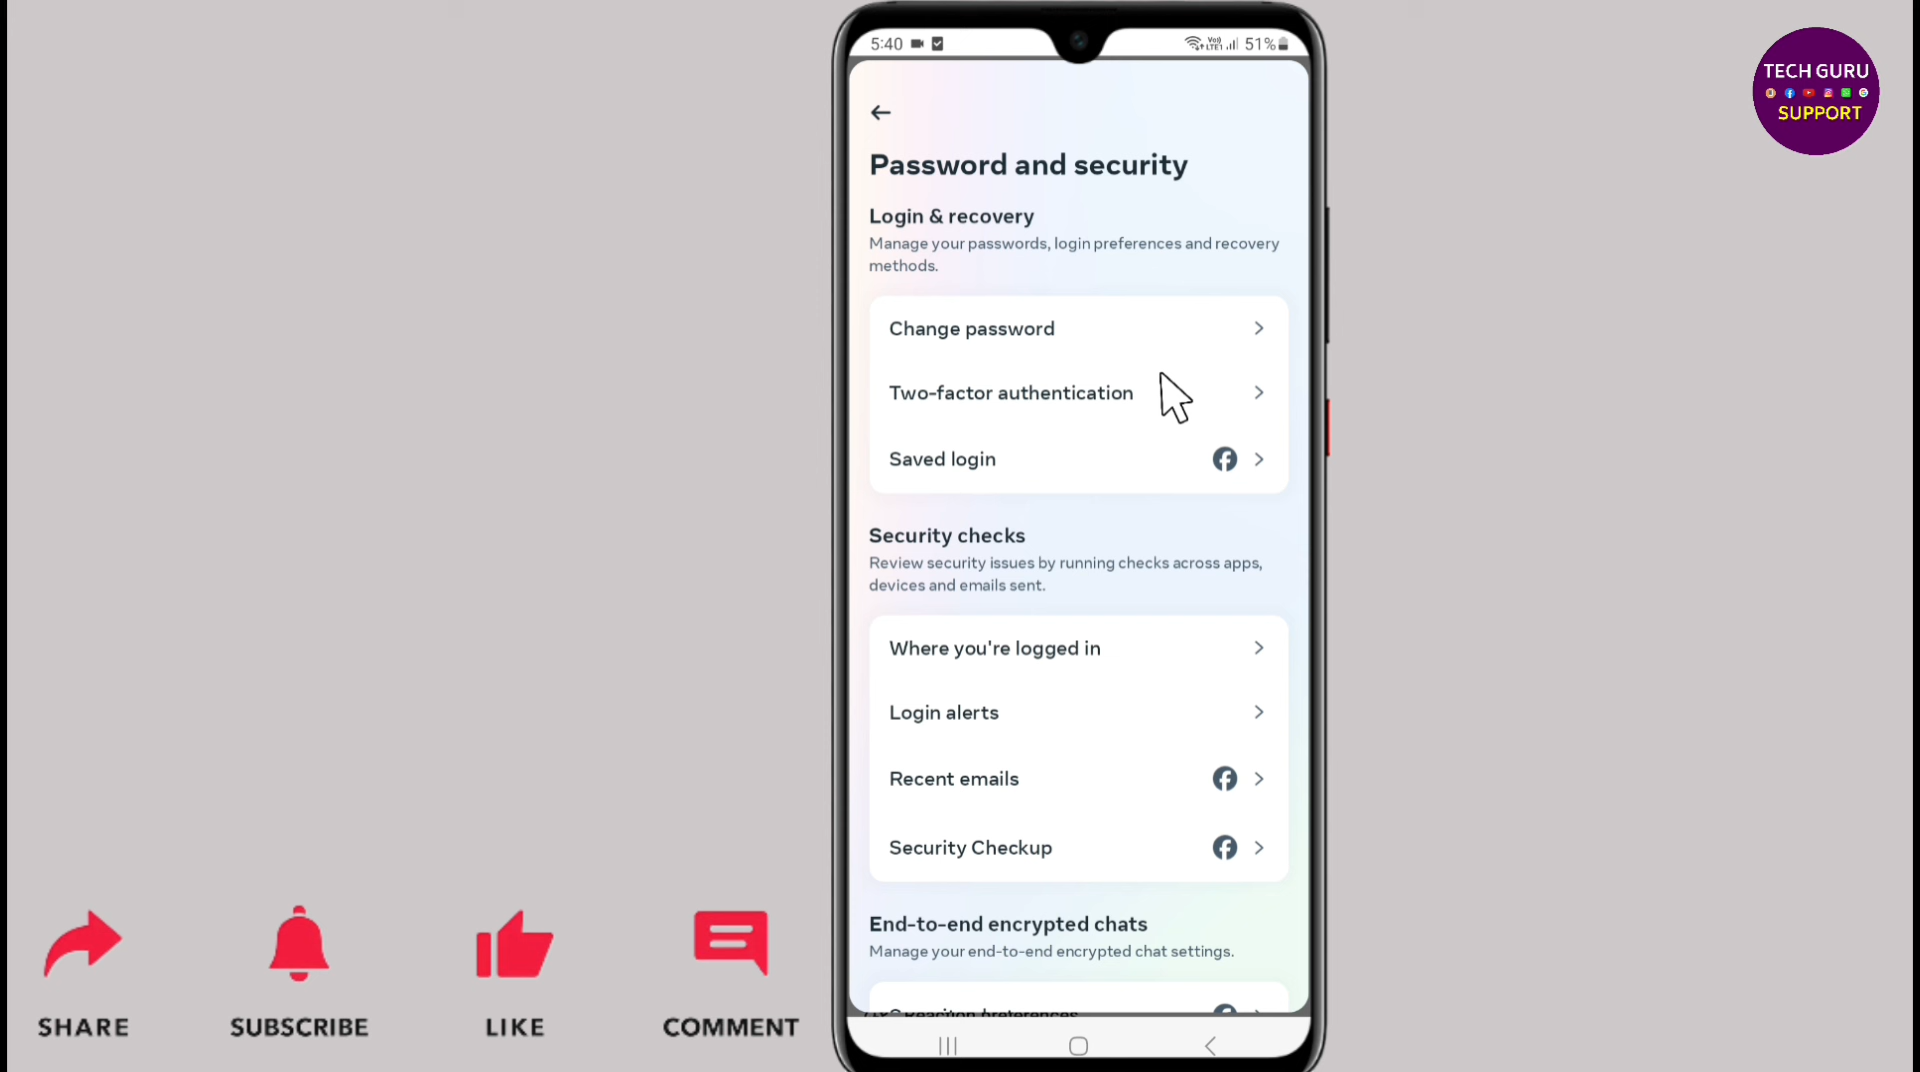 5:40
Vo))
LTE1
51%
TECH GURU
SUPPORT
Password and security
Login & recovery
Manage your passwords, login preferences and recovery
methods.
Change password
Two-factor authentication
Saved login
Security checks
Review security issues by running checks across apps,
devices and emails sent.
Where you're logged in
Login alerts
Recent emails
Security Checkup
End-to-end encrypted chats
Manage your end-to-end encrypted chat settings.
SHARE
SUBSCRIBE
LIKE
COMMENT